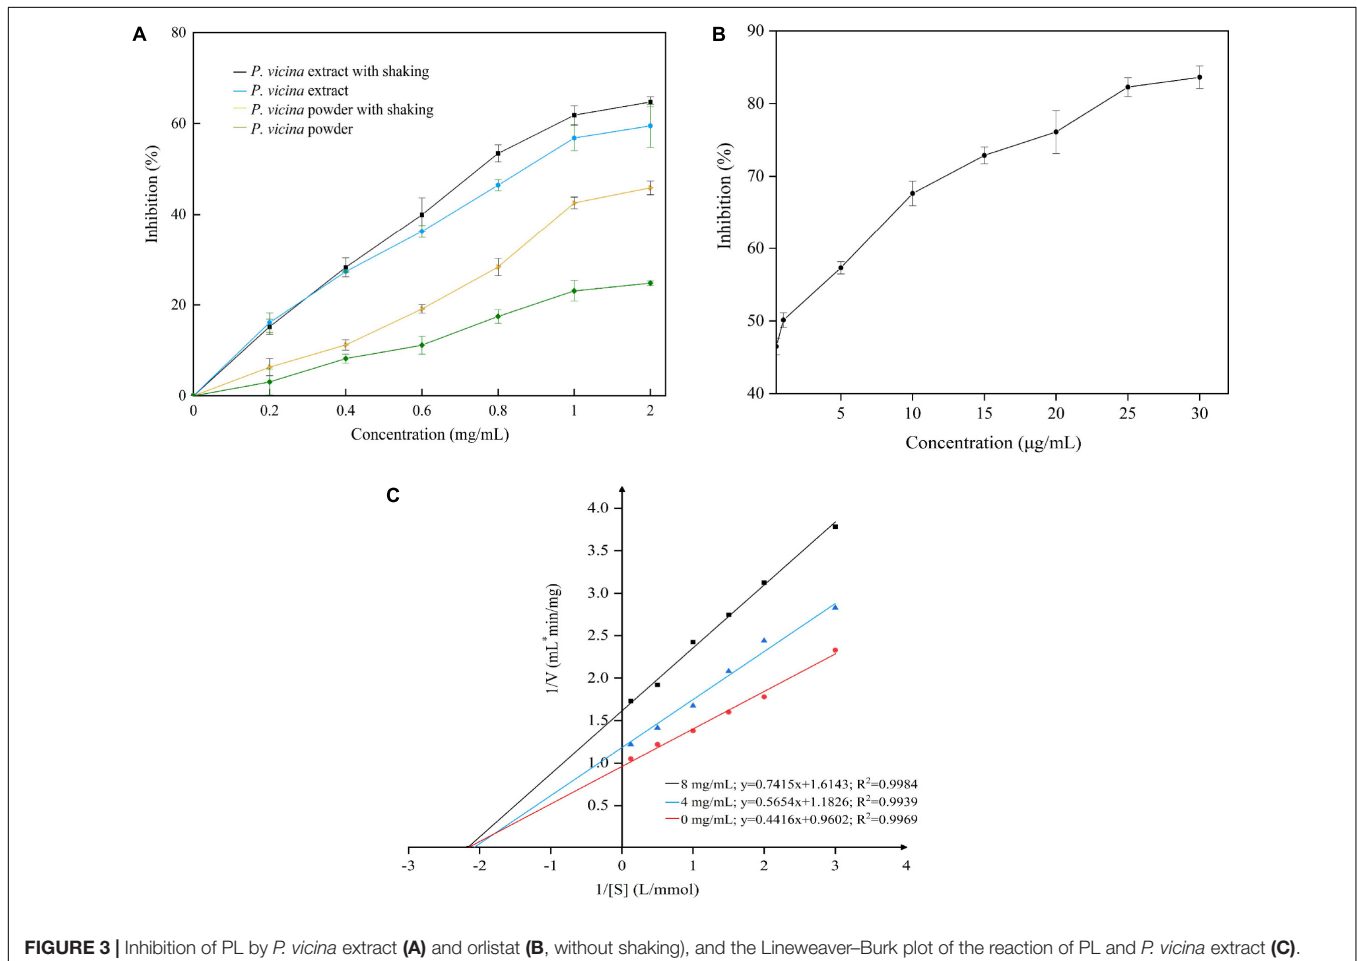 A
80
60
40
20
0
Inhibition (%)
P. vicina extract with shaking
P. vicina extract
P. vicina powder with shaking
P. vicina powder
0 0.2 0.4 0.6 0.8 1 2
Concentration (mg/mL)
B
90
80
70
60
50
40
Inhibition (%)
5 10 15 20 25 30
Concentration (μg/mL)
C
4.0
3.5
3.0
2.5
2.0
1.5
1.0
0.5
1/V (mL*min/mg)
8 mg/mL; y=0.7415x+1.6143; R²=0.9984
4 mg/mL; y=0.5654x+1.1826; R²=0.9939
0 mg/mL; y=0.4416x+0.9602; R²=0.9969
-3 -2 -1 0 1 2 3 4
1/[S] (L/mmol)
FIGURE 3 | Inhibition of PL by P. vicina extract (A) and orlistat (B, without shaking), and the Lineweaver–Burk plot of the reaction of PL and P. vicina extract (C).